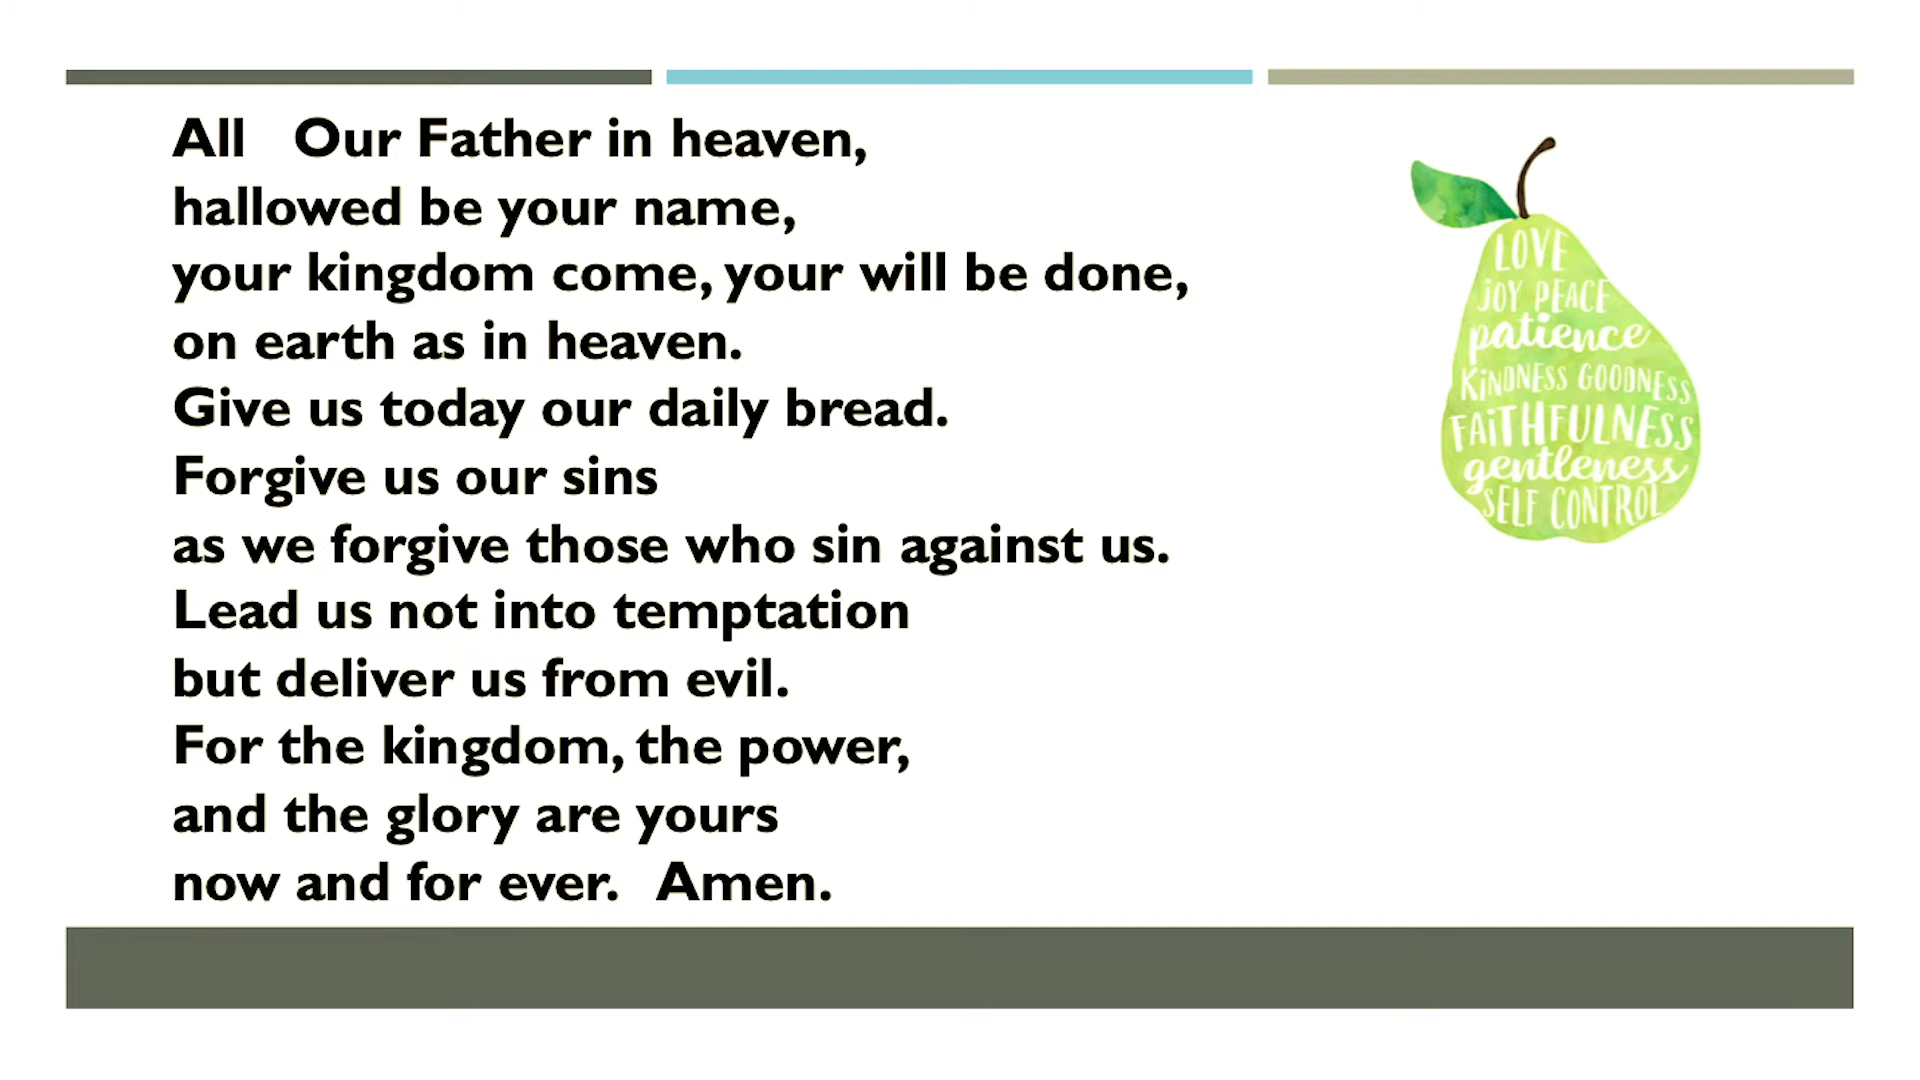 All   Our Father in heaven,
hallowed be your name,
your kingdom come, your will be done,
on earth as in heaven.
Give us today our daily bread.
Forgive us our sins
as we forgive those who sin against us.
Lead us not into temptation
but deliver us from evil.
For the kingdom, the power,
and the glory are yours
now and for ever.   Amen.
LOVE
JOY PEACE
patience
KINDNESS GOODNESS
FAITHFULNESS
gentleness
SELF CONTROL